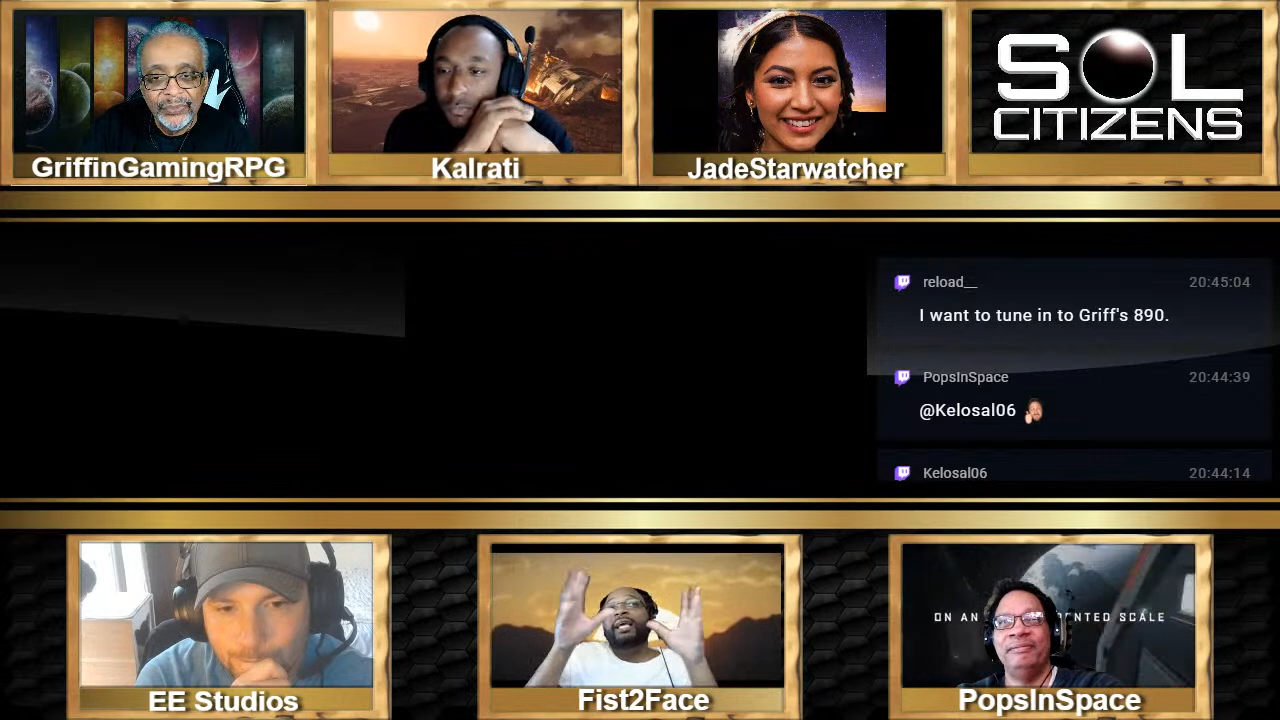 SOL
CITIZENS
GriffinGamingRPG
Kalrati
JadeStarwatcher
reload__
20:45:04
I want to tune in to Griff's 890.
PopsInSpace
20:44:39
@Kelosal06
Kelosal06
20:44:14
ON AN
ENTED SCALE
EE Studios
Fist2Face
PopsInSpace